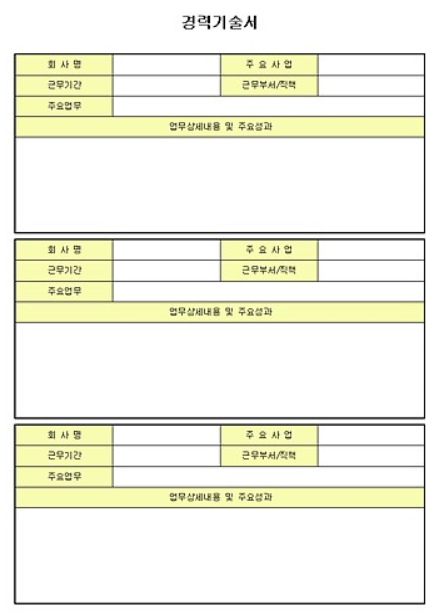 경력기술서
회 사 명 주 요 사 업
근무기간 근무부서/직책
주요업무
업무상세내용 및 주요성과
회 사 명 주 요 사 업
근무기간 근무부서/직책
주요업무
업무상세내용 및 주요성과
회 사 명 주 요 사 업
근무기간 근무부서/직책
주요업무
업무상세내용 및 주요성과